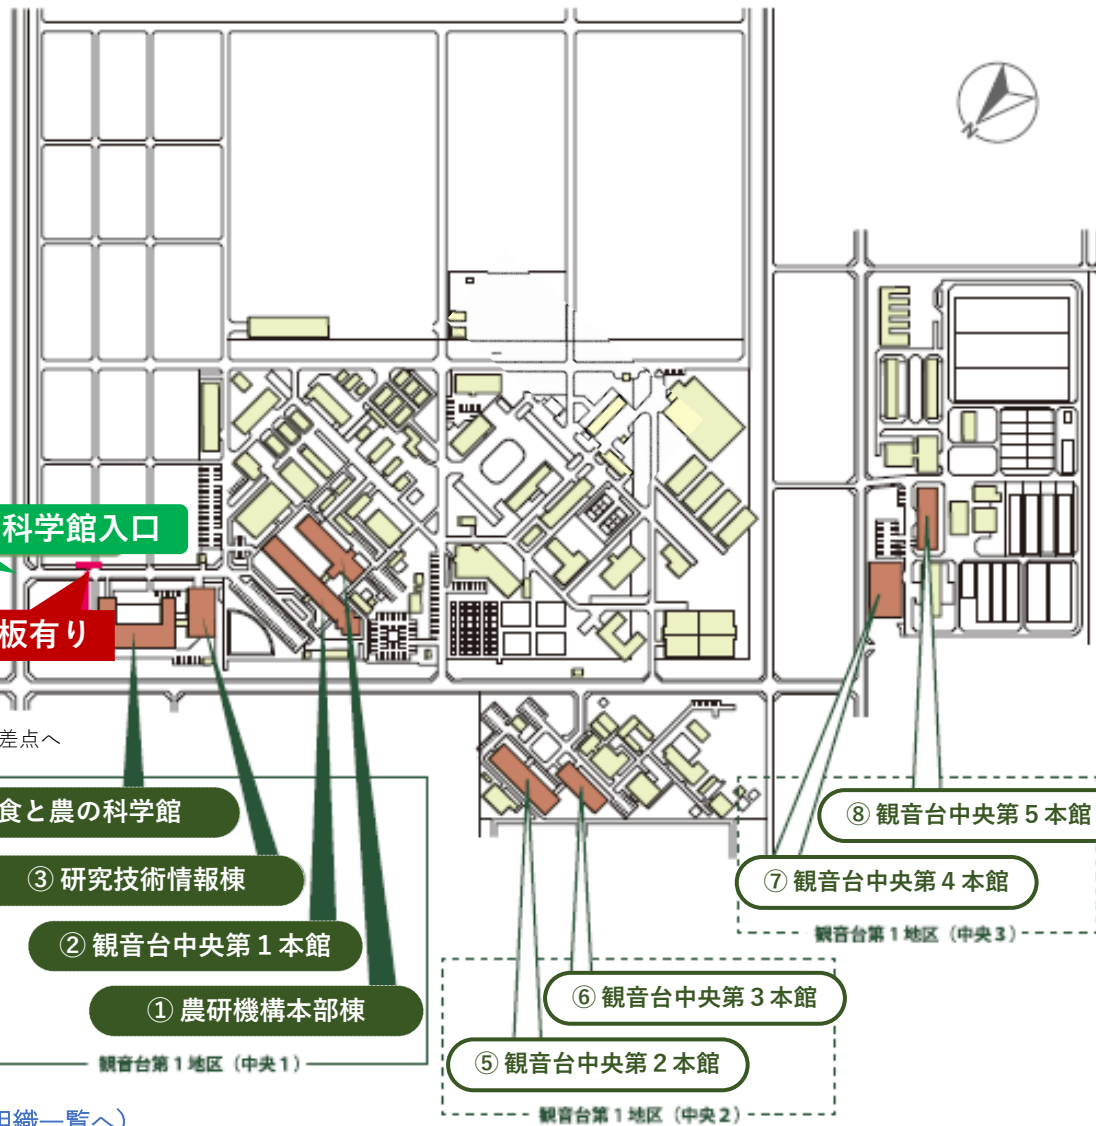 N
科学館入口
板有り
差点へ
食と農の科学館
③ 研究技術情報棟
② 観音台中央第１本館
① 農研機構本部棟
観音台第１地区（中央１）
⑧ 観音台中央第５本館
⑦ 観音台中央第４本館
観音台第１地区（中央３）
⑥ 観音台中央第３本館
⑤ 観音台中央第２本館
観音台第１地区（中央２）
組織一覧へ）